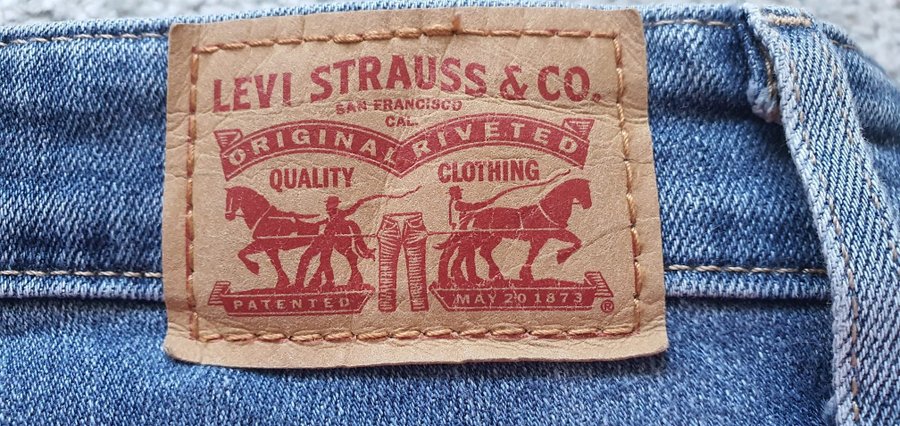 LEVI STRAUSS & CO.
SAN FRANCISCO
CAL.
ORIGINAL RIVETED
QUALITY CLOTHING
PATENTED MAY 20 1873 ®